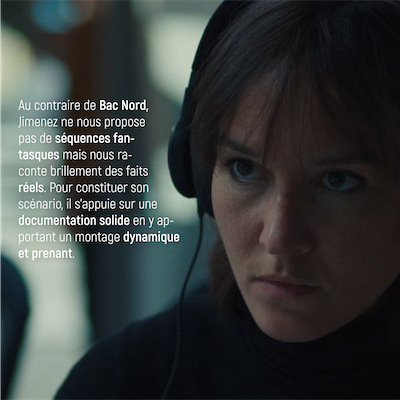 Au contraire de Bac Nord,
Jimenez ne nous propose
pas de séquences fan-
tasques mais nous ra-
conte brillement des faits
réels. Pour constituer son
scénario, il s'appuie sur une
documentation solide en y ap-
portant un montage dynamique
et prenant.